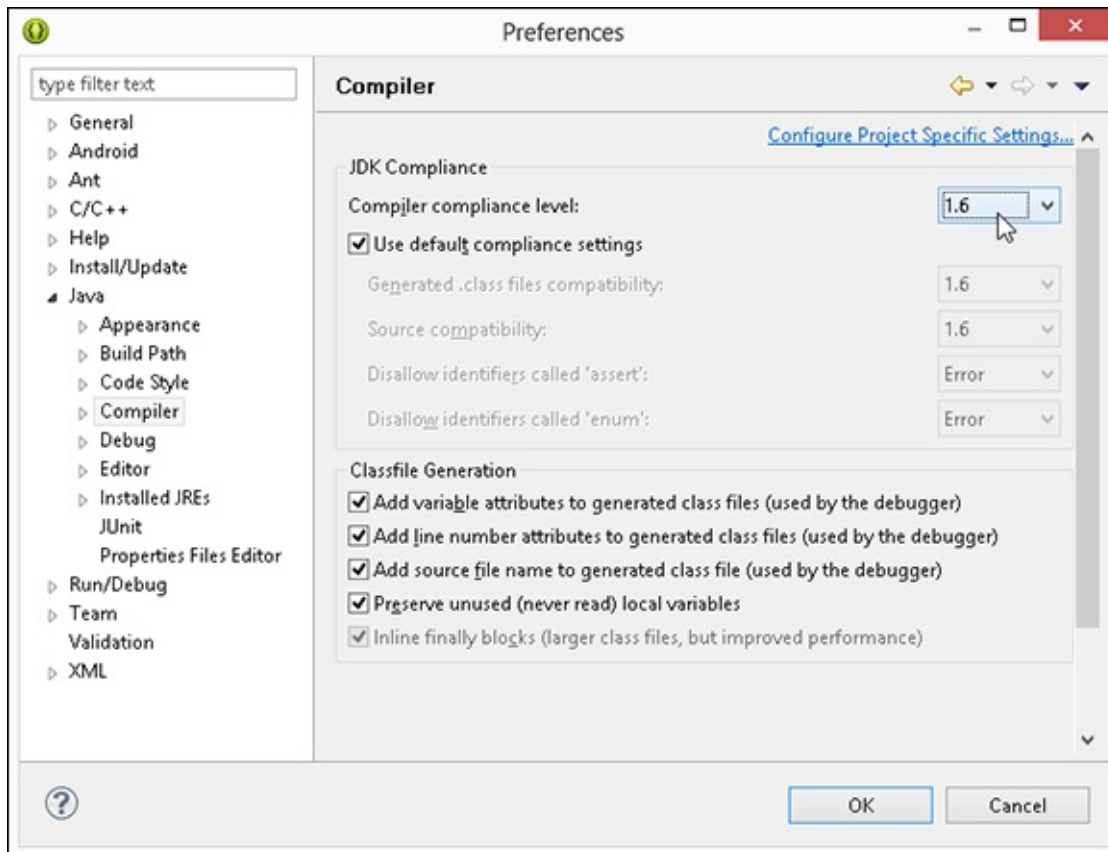 Preferences
type filter text
General
Android
Ant
C/C++
Help
Install/Update
Java
Appearance
Build Path
Code Style
Compiler
Debug
Editor
Installed JREs
JUnit
Properties Files Editor
Run/Debug
Team
Validation
XML
Compiler
Configure Project Specific Settings...
JDK Compliance
Compiler compliance level: 1.6
Use default compliance settings
Generated .class files compatibility: 1.6
Source compatibility: 1.6
Disallow identifiers called 'assert': Error
Disallow identifiers called 'enum': Error
Classfile Generation
Add variable attributes to generated class files (used by the debugger)
Add line number attributes to generated class files (used by the debugger)
Add source file name to generated class file (used by the debugger)
Preserve unused (never read) local variables
Inline finally blocks (larger class files, but improved performance)
?
OK Cancel